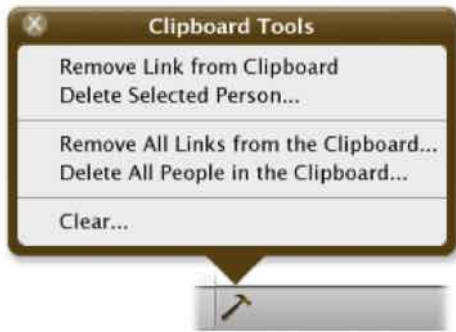 Clipboard Tools
Remove Link from Clipboard
Delete Selected Person...
Remove All Links from the Clipboard...
Delete All People in the Clipboard...
Clear...